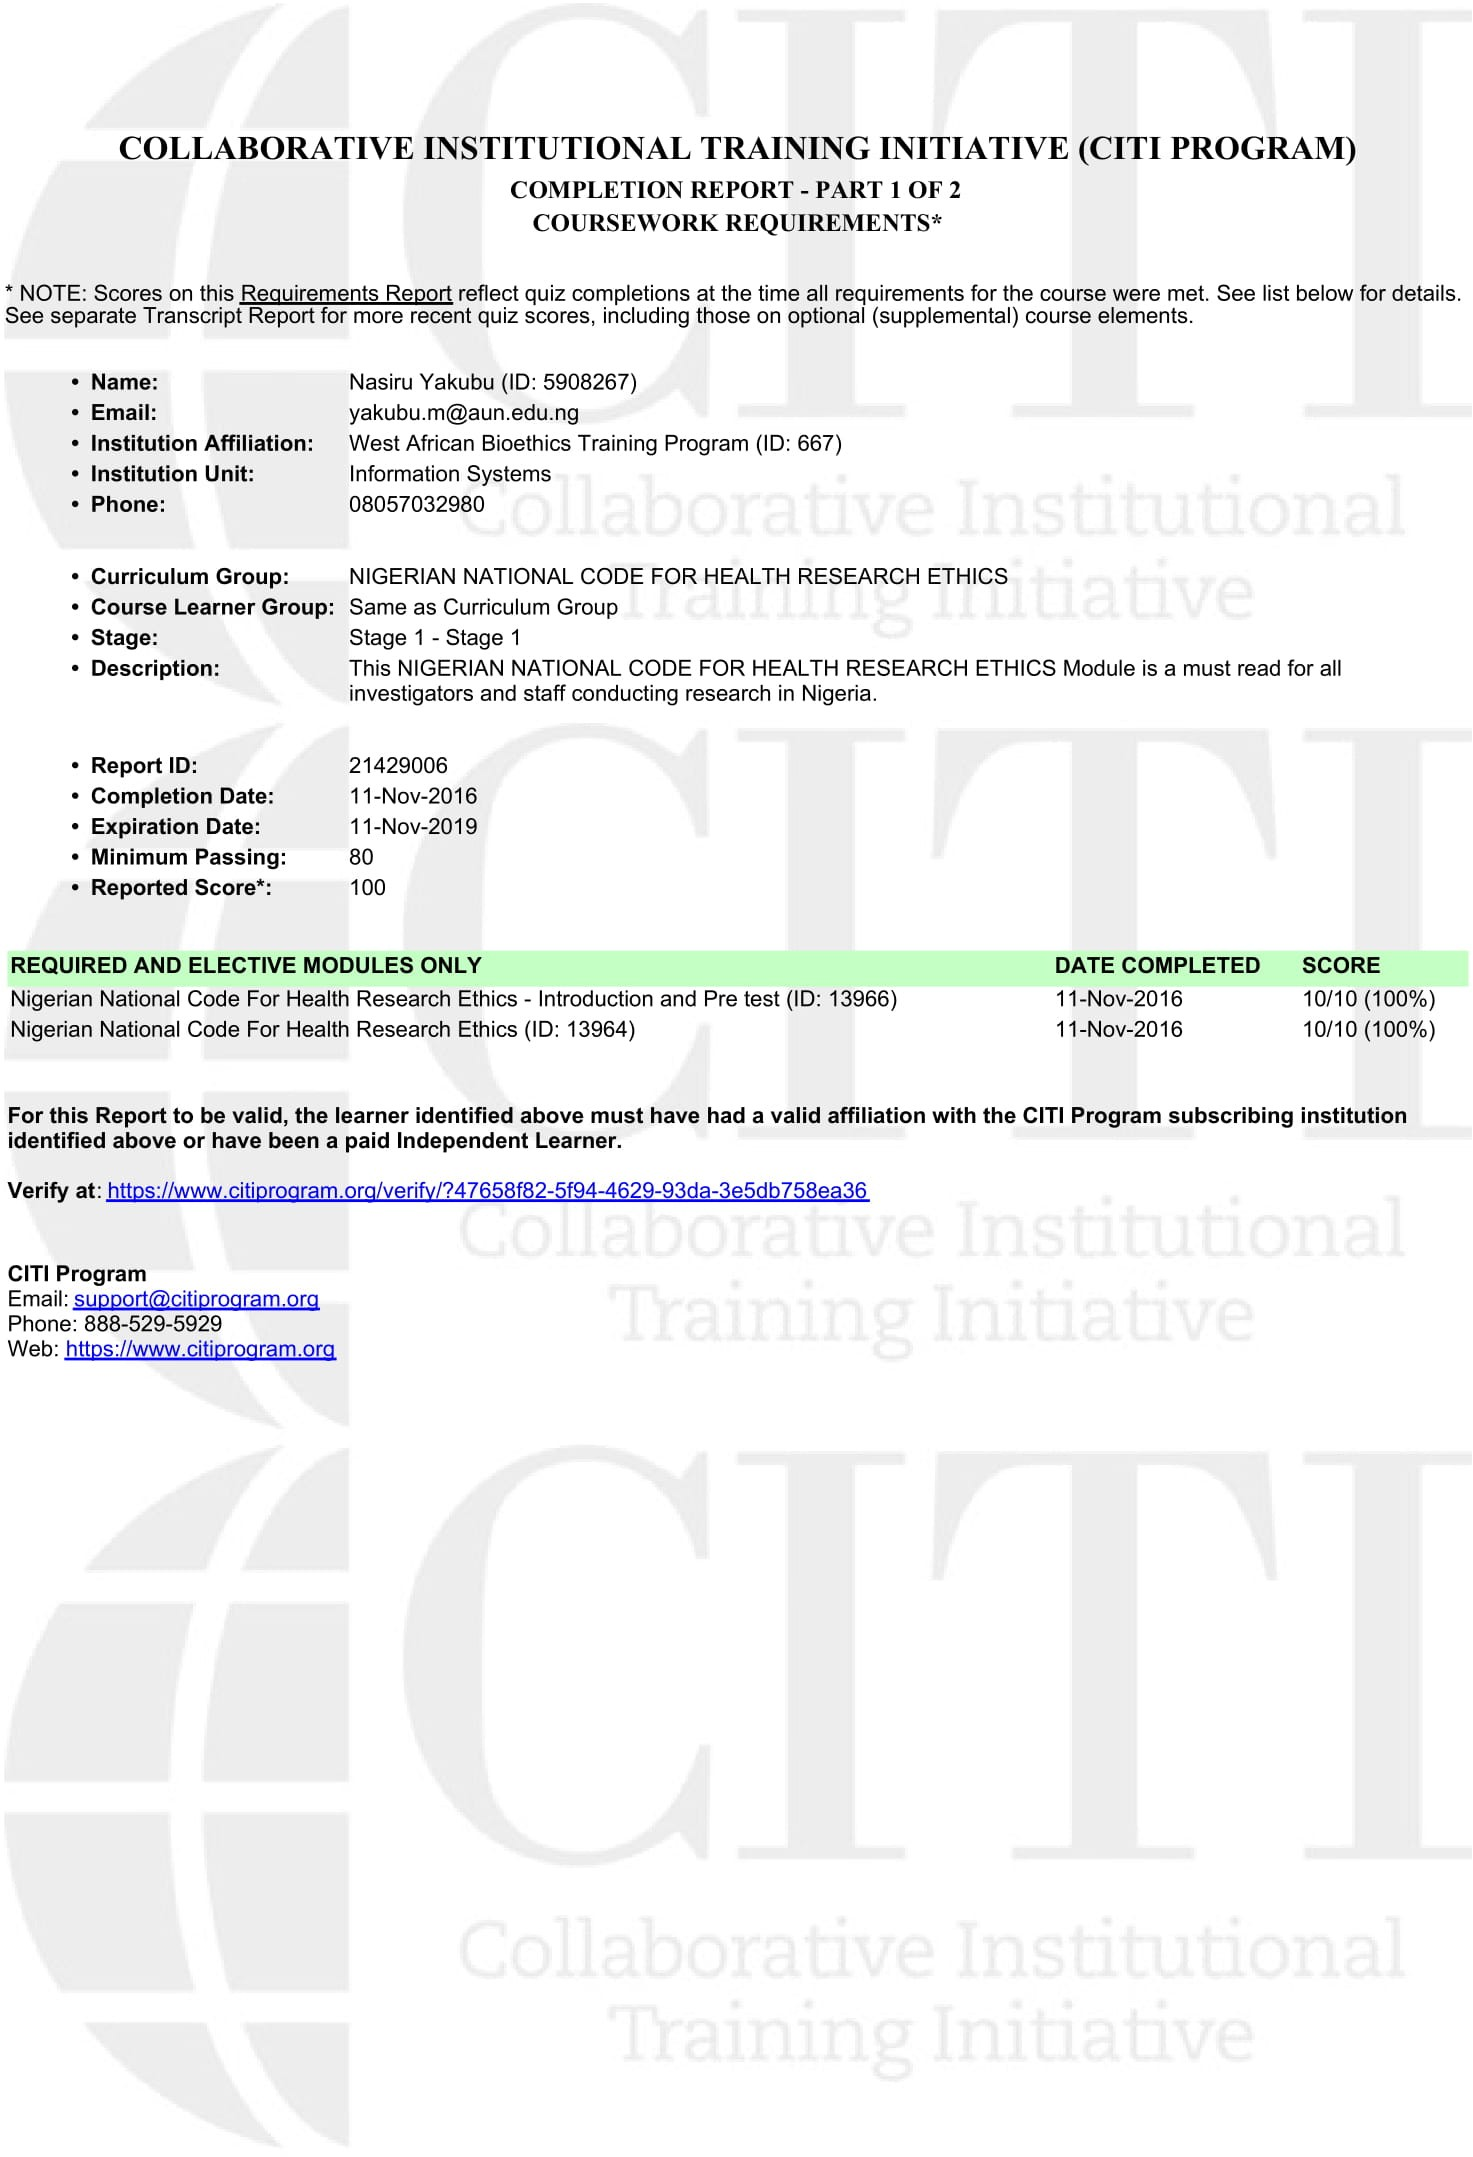 COLLABORATIVE INSTITUTIONAL TRAINING INITIATIVE (CITI PROGRAM)
COMPLETION REPORT - PART 1 OF 2
COURSEWORK REQUIREMENTS*
* NOTE: Scores on this Requirements Report reflect quiz completions at the time all requirements for the course were met. See list below for details.
See separate Transcript Report for more recent quiz scores, including those on optional (supplemental) course elements.
• Name: Nasiru Yakubu (ID: 5908267)
• Email: yakubu.m@aun.edu.ng
• Institution Affiliation: West African Bioethics Training Program (ID: 667)
• Institution Unit: Information Systems
• Phone: 08057032980
• Curriculum Group: NIGERIAN NATIONAL CODE FOR HEALTH RESEARCH ETHICS
• Course Learner Group: Same as Curriculum Group
• Stage: Stage 1 - Stage 1
• Description: This NIGERIAN NATIONAL CODE FOR HEALTH RESEARCH ETHICS Module is a must read for all
investigators and staff conducting research in Nigeria.
• Report ID: 21429006
• Completion Date: 11-Nov-2016
• Expiration Date: 11-Nov-2019
• Minimum Passing: 80
• Reported Score*: 100
REQUIRED AND ELECTIVE MODULES ONLY DATE COMPLETED SCORE
Nigerian National Code For Health Research Ethics - Introduction and Pre test (ID: 13966) 11-Nov-2016 10/10 (100%)
Nigerian National Code For Health Research Ethics (ID: 13964) 11-Nov-2016 10/10 (100%)
For this Report to be valid, the learner identified above must have had a valid affiliation with the CITI Program subscribing institution
identified above or have been a paid Independent Learner.
Verify at: https://www.citiprogram.org/verify/?47658f82-5f94-4629-93da-3e5db758ea36
CITI Program
Email: support@citiprogram.org
Phone: 888-529-5929
Web: https://www.citiprogram.org
CITI
Collaborative Institutional
Training Initiative
CITI
Collaborative Institutional
Training Initiative
CITI
Collaborative Institutional
Training Initiative